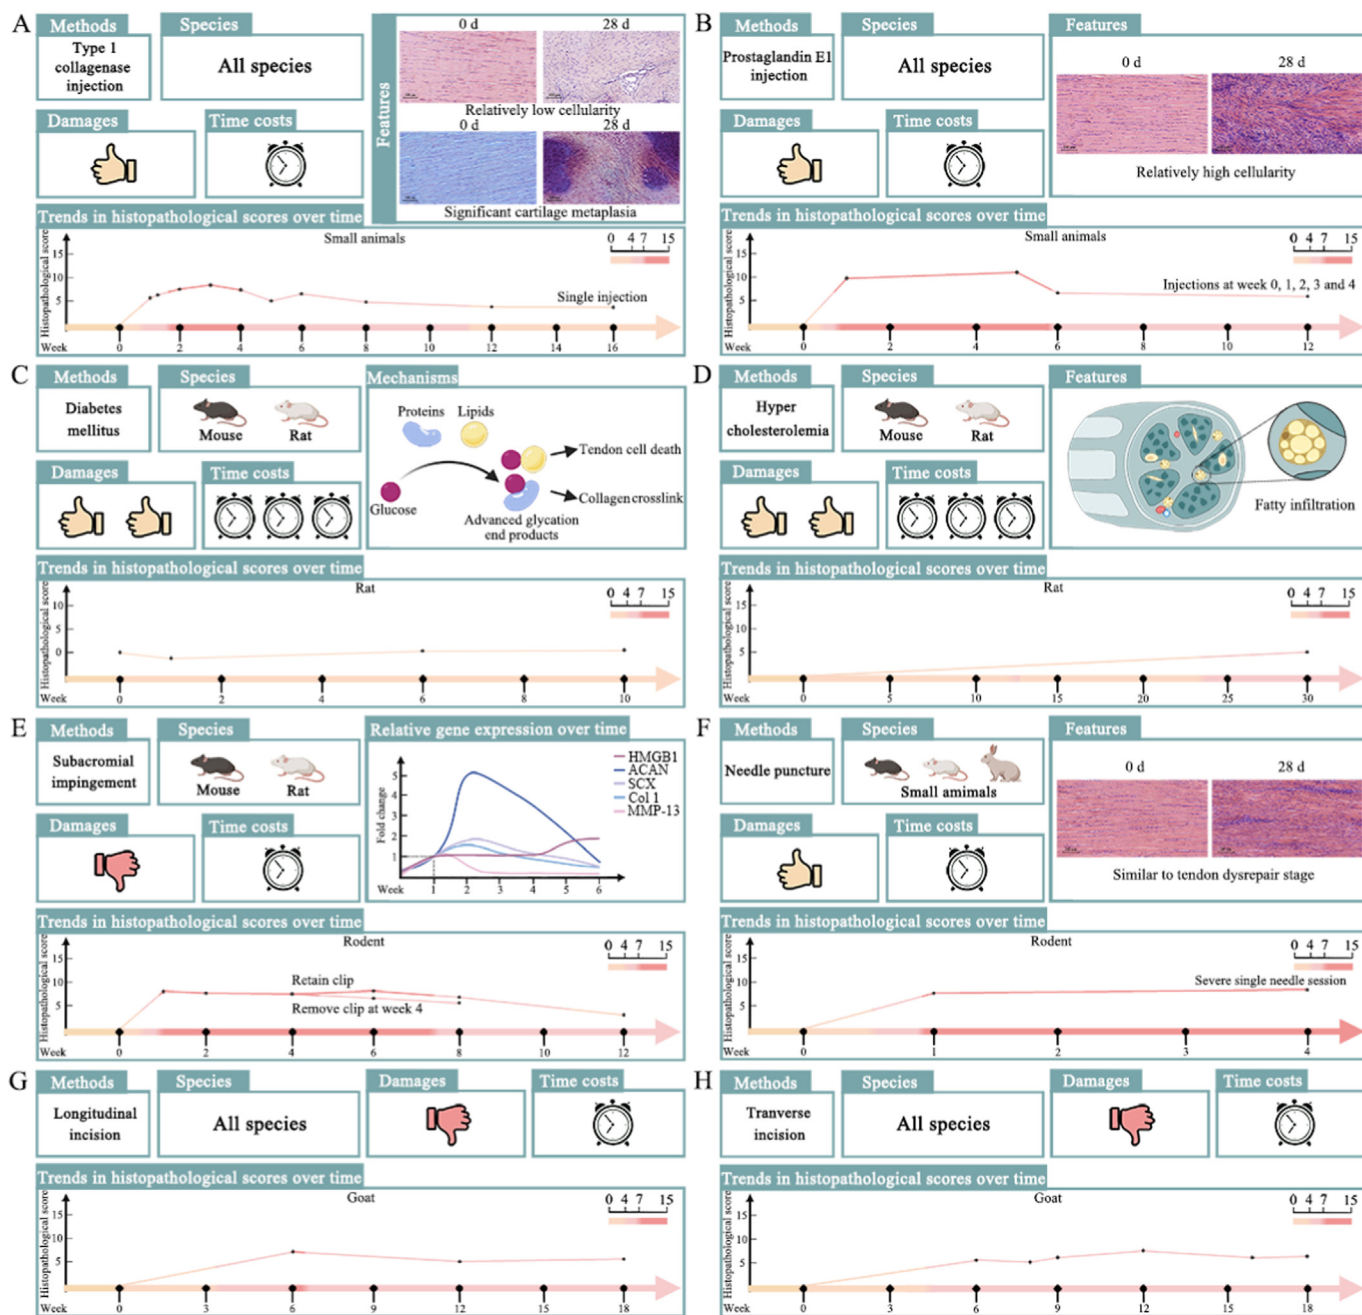 A
Methods
Type 1
collagenase
injection
Species
All species
Features
0 d
28 d
Relatively low cellularity
0 d
28 d
Significant cartilage metaplasia
Damages
Time costs
Trends in histopathological scores over time
Small animals
Histopathological score
15
10
5
0 4 7 15
Single injection
Week
0 2 4 6 8 10 12 14 16
B
Methods
Prostaglandin E1
injection
Species
All species
Features
0 d
28 d
Relatively high cellularity
Damages
Time costs
Trends in histopathological scores over time
Small animals
Histopathological score
15
10
5
0 4 7 15
Injections at week 0, 1, 2, 3 and 4
Week
0 2 4 6 8 10 12
C
Methods
Diabetes
mellitus
Species
Mouse Rat
Mechanisms
Proteins Lipids
Glucose
Tendon cell death
Collagen crosslink
Advanced glycation
end products
Damages
Time costs
Trends in histopathological scores over time
Rat
Histopathological score
10
5
0
0 4 7 15
Week
0 2 4 6 8 10
D
Methods
Hyper
cholesterolemia
Species
Mouse Rat
Features
Fatty infiltration
Damages
Time costs
Trends in histopathological scores over time
Rat
Histopathological score
15
10
5
0 4 7 15
Week
0 5 10 15 20 25 30
E
Methods
Subacromial
impingement
Species
Mouse Rat
Relative gene expression over time
Fold change
5
4
3
2
1
HMGB1
ACAN
SCX
Col 1
MMP-13
Week
1 2 3 4 5 6
Damages
Time costs
Trends in histopathological scores over time
Rodent
Histopathological score
15
10
5
0 4 7 15
Retain clip
Remove clip at week 4
Week
0 2 4 6 8 10 12
F
Methods
Needle puncture
Species
Small amimals
Features
0 d
28 d
Similar to tendon dysrepair stage
Damages
Time costs
Trends in histopathological scores over time
Rodent
Histopathological score
15
10
5
0 4 7 15
Severe single needle session
Week
0 1 2 3 4
G
Methods
Longitudinal
incision
Species
All species
Damages
Time costs
Trends in histopathological scores over time
Goat
Histopathological score
15
10
5
0 4 7 15
Week
0 3 6 9 12 15 18
H
Methods
Tranverse
incision
Species
All species
Damages
Time costs
Trends in histopathological scores over time
Goat
Histopathological score
15
10
5
0 4 7 15
Week
0 3 6 9 12 15 18